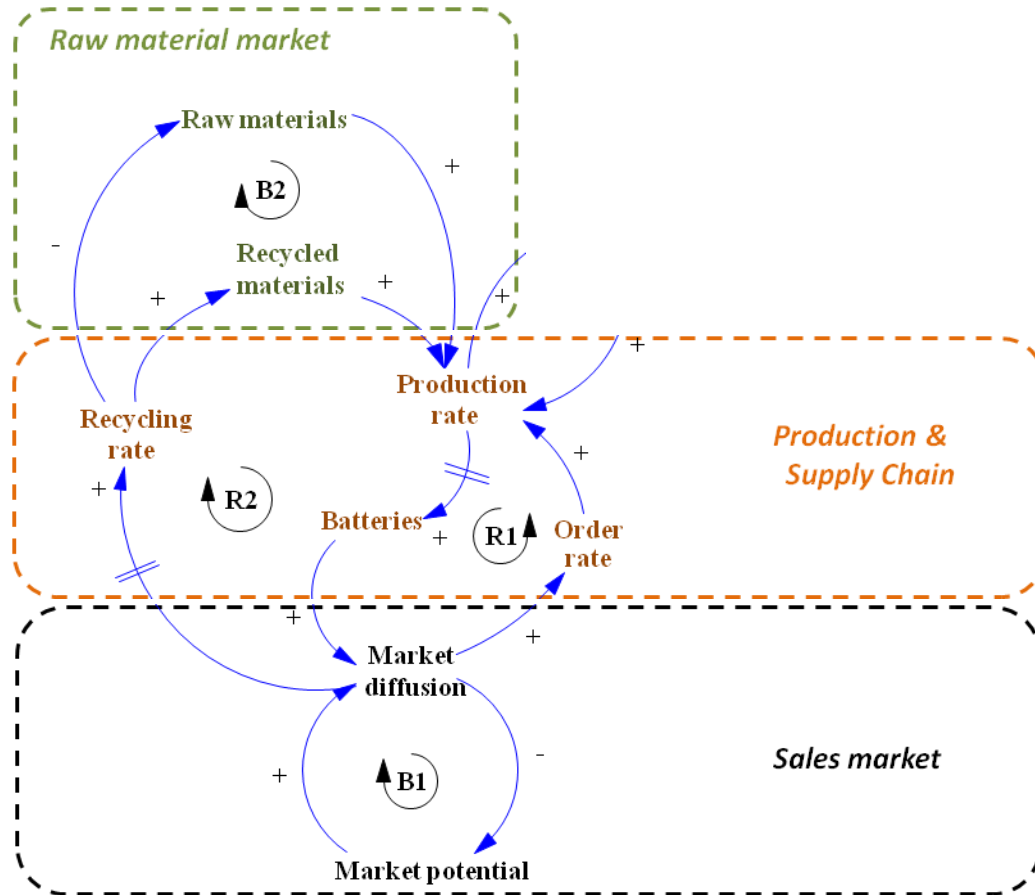 Raw material market
Raw materials
+
B2
-
Recycled
materials
+
+
+
+
Production
rate
Recycling
rate
Production &
Supply Chain
+
+
R2
Batteries
+
R1
Order
rate
+
+
Market
diffusion
+
-
B1
Sales market
Market potential